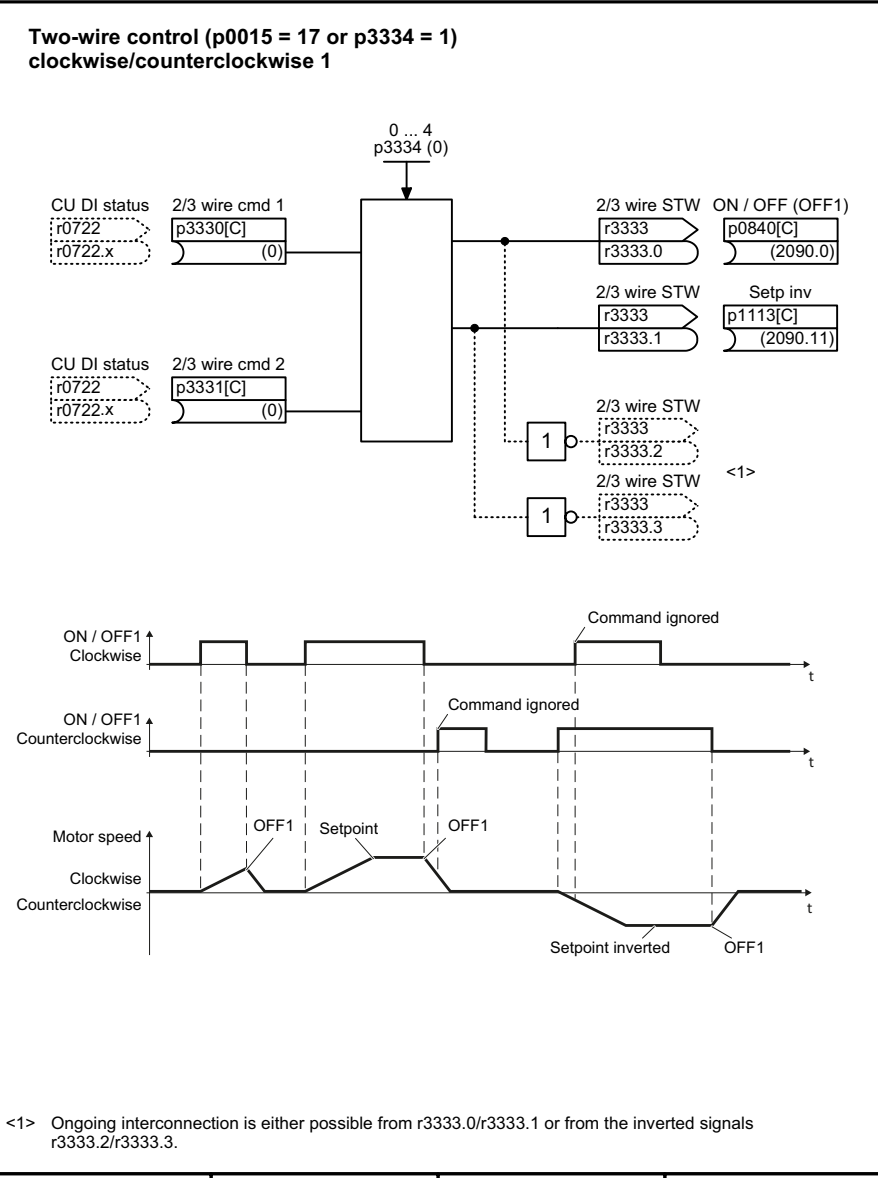 Two-wire control (p0015 = 17 or p3334 = 1)
clockwise/counterclockwise 1
0 ... 4
p3334 (0)
CU DI status
r0722
r0722.x
2/3 wire cmd 1
p3330[C]
(0)
2/3 wire STW
r3333
r3333.0
ON / OFF (OFF1)
p0840[C]
(2090.0)
2/3 wire STW
r3333
r3333.1
Setp inv
p1113[C]
(2090.11)
CU DI status
r0722
r0722.x
2/3 wire cmd 2
p3331[C]
(0)
1
2/3 wire STW
r3333
r3333.2
<1>
1
2/3 wire STW
r3333
r3333.3
ON / OFF1
Clockwise
Command ignored
t
ON / OFF1
Counterclockwise
Command ignored
t
Motor speed
Clockwise
Counterclockwise
OFF1
Setpoint
OFF1
t
Setpoint inverted
OFF1
<1> Ongoing interconnection is either possible from r3333.0/r3333.1 or from the inverted signals
r3333.2/r3333.3.